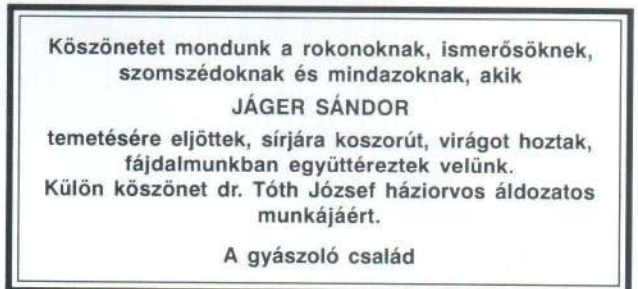 Köszönetet mondunk a rokonoknak, ismerősöknek,
szomszédoknak és mindazoknak, akik
JÁGER SÁNDOR
temetésére eljöttek, sírjára koszorút, virágot hoztak,
fájdalmunkban együttéreztek velünk.
Külön köszönet dr. Tóth József háziorvos áldozatos
munkájáért.
A gyászoló család